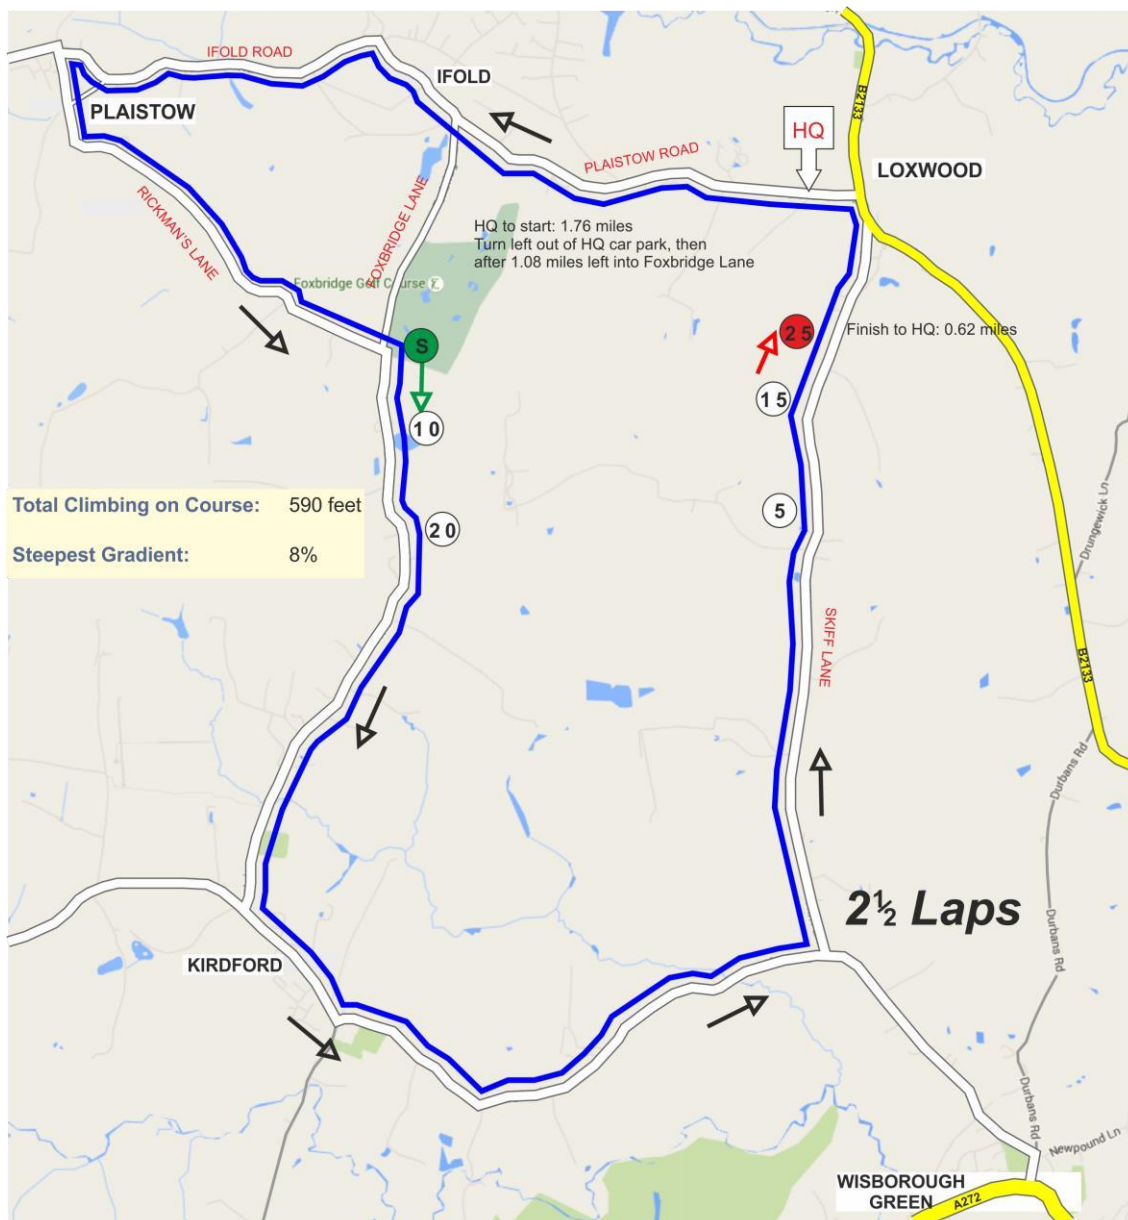 IFOLD ROAD
IFOLD
PLAISTOW
B2133
HQ
PLAISTOW ROAD
LOXWOOD
RICKMAN'S LANE
FOXBRIDGE LANE
HQ to start: 1.76 miles
Turn left out of HQ car park, then
after 1.08 miles left into Foxbridge Lane
Foxbridge Golf Course
S
25
Finish to HQ: 0.62 miles
15
10
Total Climbing on Course: 590 feet
5
20
Steepest Gradient: 8%
Drungewick Ln
SKIFF LANE
B2133
Durbans Rd
2½ Laps
Durbans Rd
KIRDFORD
Durbans Rd
Newpound Ln
WISBOROUGH
GREEN
A272